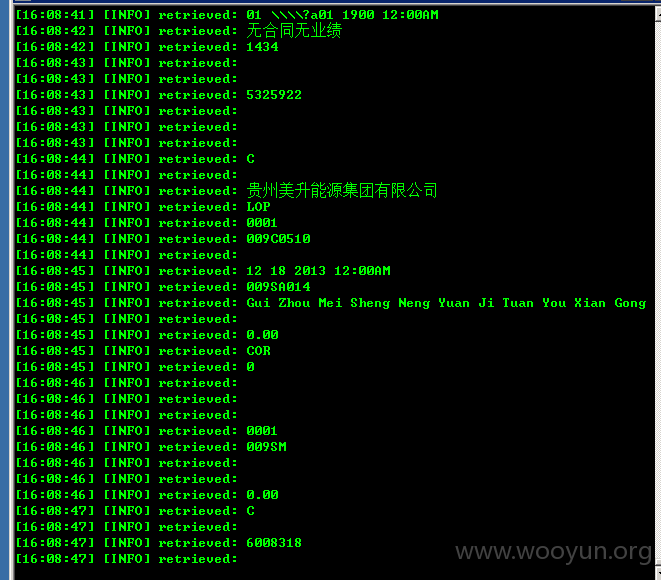 [16:08:41] [INFO] retrieved: 01 \\\\?a01 1900 12:00AM
[16:08:42] [INFO] retrieved: 无合同无业绩
[16:08:42] [INFO] retrieved: 1434
[16:08:43] [INFO] retrieved:
[16:08:43] [INFO] retrieved:
[16:08:43] [INFO] retrieved: 5325922
[16:08:43] [INFO] retrieved:
[16:08:43] [INFO] retrieved:
[16:08:43] [INFO] retrieved:
[16:08:44] [INFO] retrieved: C
[16:08:44] [INFO] retrieved:
[16:08:44] [INFO] retrieved: 贵州美升能源集团有限公司
[16:08:44] [INFO] retrieved: LOP
[16:08:44] [INFO] retrieved: 0001
[16:08:44] [INFO] retrieved: 009C0510
[16:08:44] [INFO] retrieved:
[16:08:45] [INFO] retrieved: 12 18 2013 12:00AM
[16:08:45] [INFO] retrieved: 009SA014
[16:08:45] [INFO] retrieved: Gui Zhou Mei Sheng Neng Yuan Ji Tuan You Xian Gong
[16:08:45] [INFO] retrieved:
[16:08:45] [INFO] retrieved: 0.00
[16:08:45] [INFO] retrieved: COR
[16:08:45] [INFO] retrieved: 0
[16:08:46] [INFO] retrieved:
[16:08:46] [INFO] retrieved:
[16:08:46] [INFO] retrieved:
[16:08:46] [INFO] retrieved: 0001
[16:08:46] [INFO] retrieved: 009SM
[16:08:46] [INFO] retrieved:
[16:08:46] [INFO] retrieved:
[16:08:46] [INFO] retrieved: 0.00
[16:08:47] [INFO] retrieved: C
[16:08:47] [INFO] retrieved:
[16:08:47] [INFO] retrieved: 6008318
[16:08:47] [INFO] retrieved:
www.wooyun.org